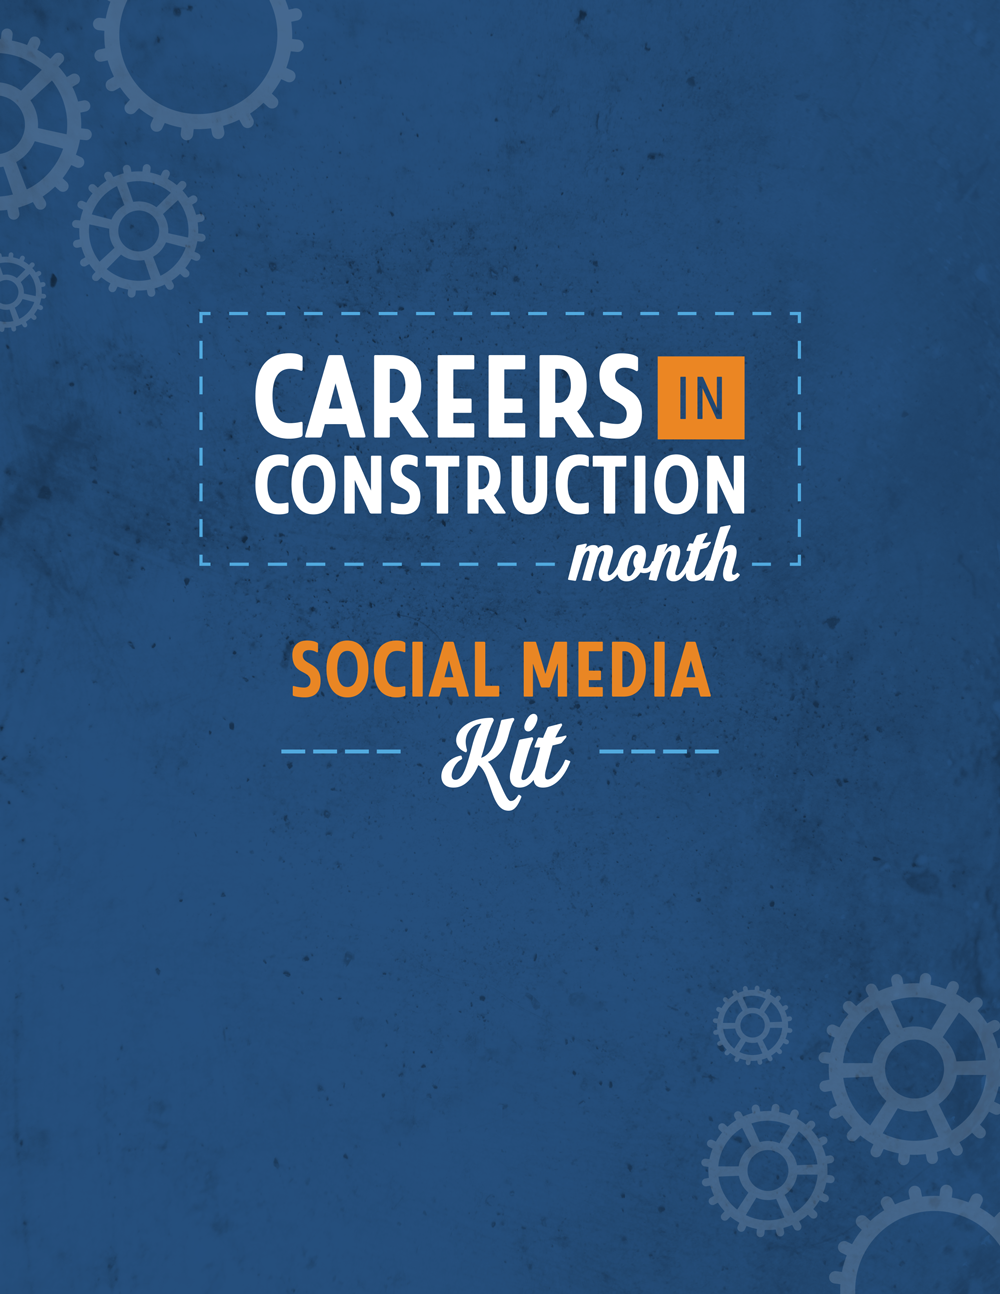 CAREERS IN
CONSTRUCTION
month
SOCIAL MEDIA
Kit